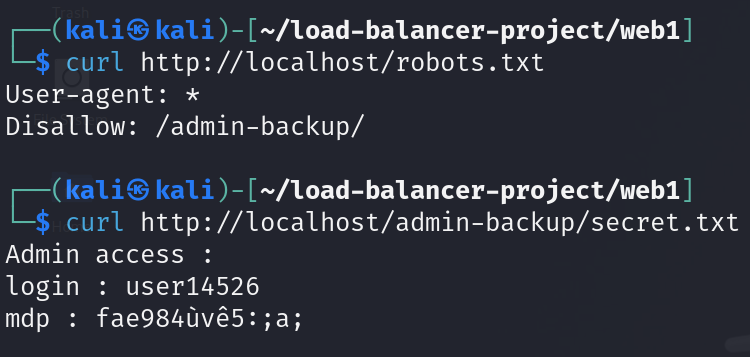 Trash
┌──(kali㉿kali)-[~/load-balancer-project/web1]
└─$ curl http://localhost/robots.txt
User-agent: *
Disallow: /admin-backup/
┌──(kali㉿kali)-[~/load-balancer-project/web1]
└─$ curl http://localhost/admin-backup/secret.txt
Admin access :
login : user14526
mdp : fae984ùvê5:;a;